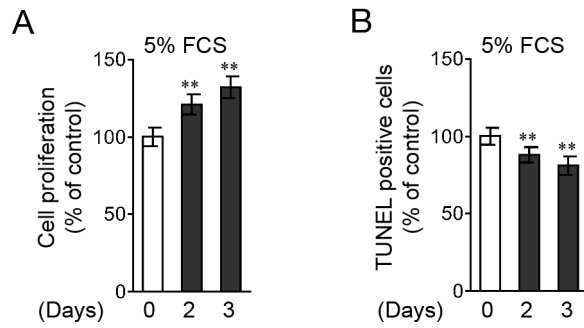 A
5% FCS
Cell proliferation
(% of control)
150
100
50
0
**
**
(Days) 0 2 3
B
5% FCS
TUNEL positive cells
(% of control)
150
100
50
0
**
**
(Days) 0 2 3